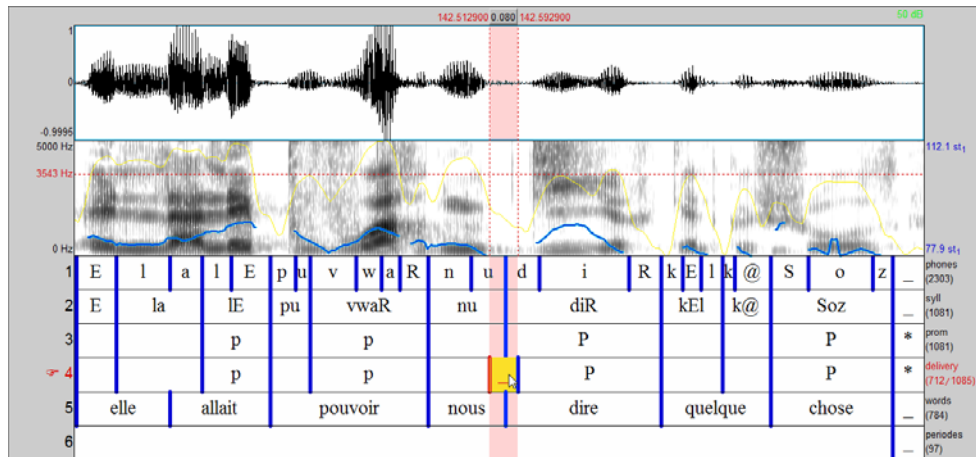 142.512900 0.080 142.592900 50 dB
1
0
-0.9995
5000 Hz 112.1 st₁
3543 Hz
0 Hz 77.9 st₁
1 E l a l E p u v w a R n u d i R k E l k @ S o z _ phones (2303)
2 E la lE pu vwaR nu diR kEl k@ Soz _ syll (1081)
3 p p P P * prom (1081)
4 p p _ P P * delivery (712/1085)
5 elle allait pouvoir nous dire quelque chose _ words (784)
6 _ periodes (97)